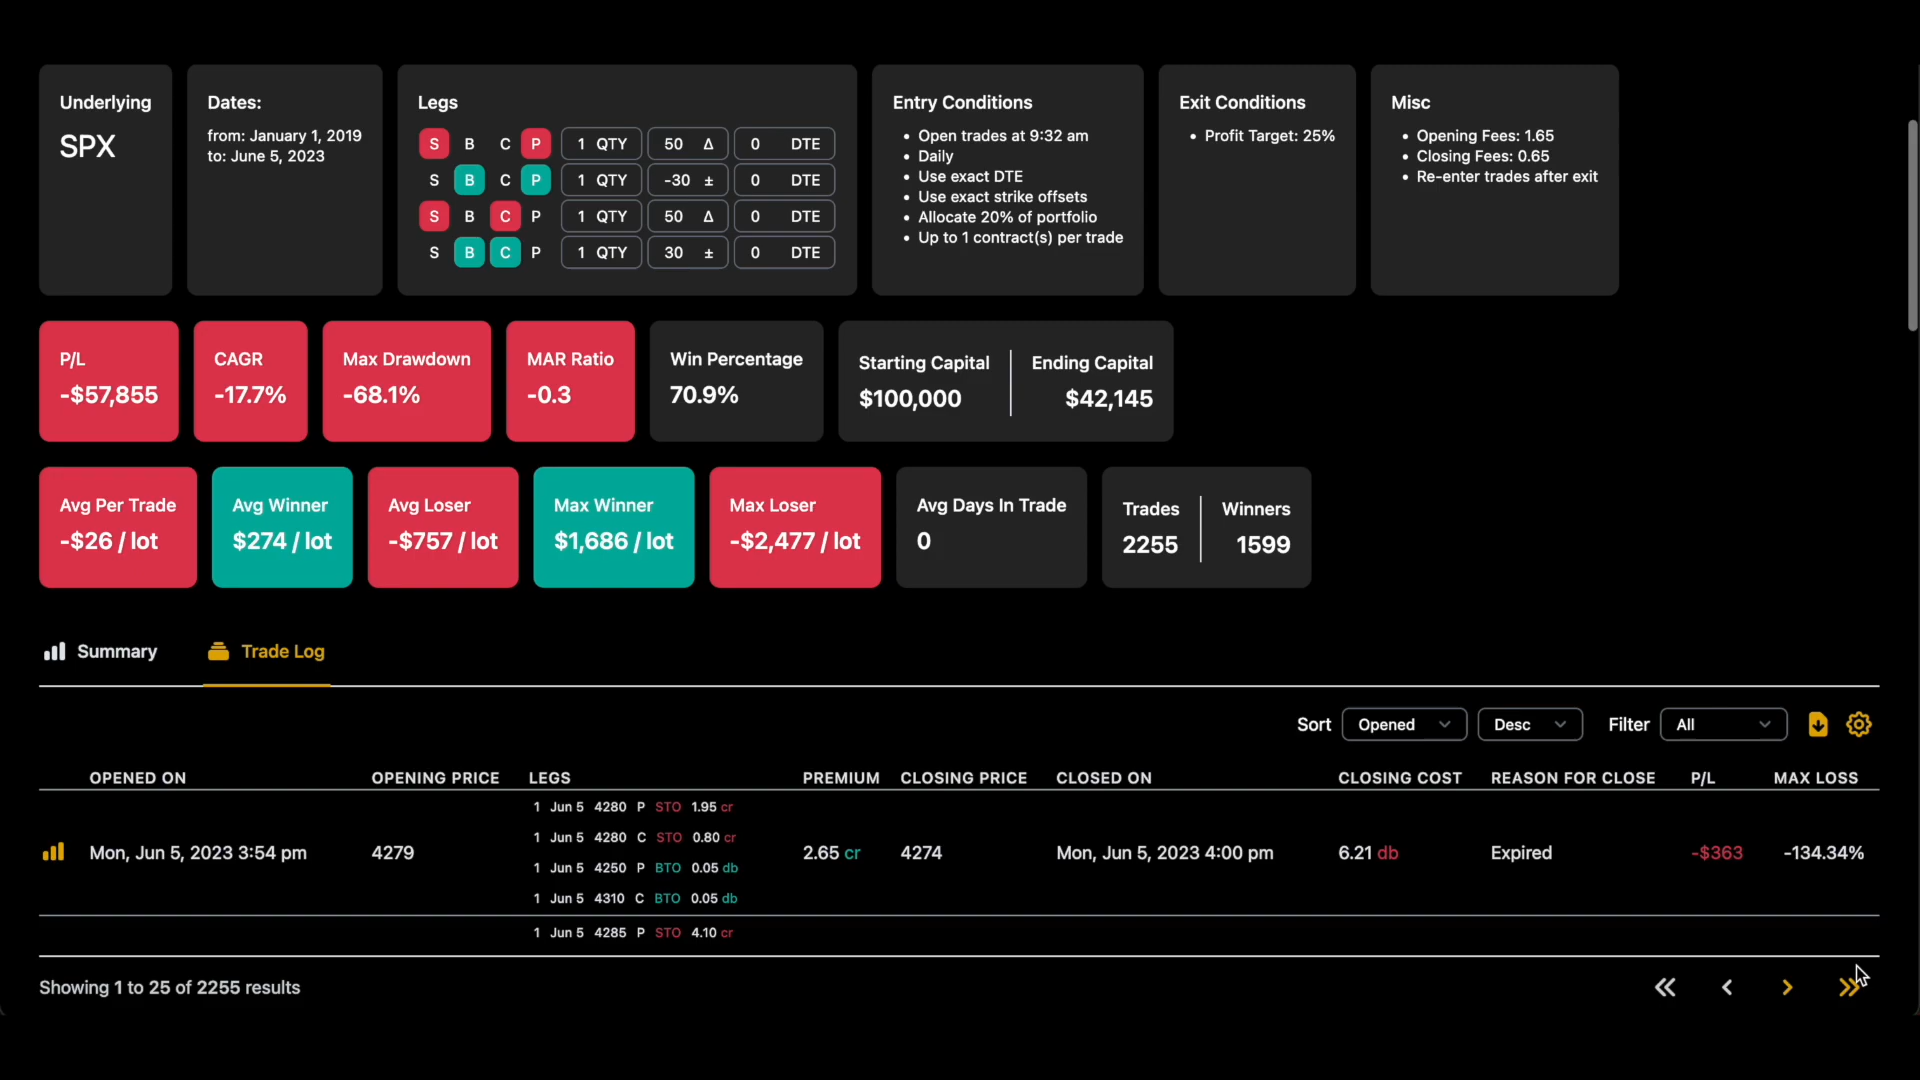 Underlying
SPX
Dates:
from: January 1, 2019
to: June 5, 2023
Legs
S B C P 1 QTY 50 Δ 0 DTE
S B C P 1 QTY -30 ± 0 DTE
S B C P 1 QTY 50 Δ 0 DTE
S B C P 1 QTY 30 ± 0 DTE
Entry Conditions
• Open trades at 9:32 am
• Daily
• Use exact DTE
• Use exact strike offsets
• Allocate 20% of portfolio
• Up to 1 contract(s) per trade
Exit Conditions
• Profit Target: 25%
Misc
• Opening Fees: 1.65
• Closing Fees: 0.65
• Re-enter trades after exit
P/L
-$57,855
CAGR
-17.7%
Max Drawdown
-68.1%
MAR Ratio
-0.3
Win Percentage
70.9%
Starting Capital
$100,000
Ending Capital
$42,145
Avg Per Trade
-$26 / lot
Avg Winner
$274 / lot
Avg Loser
-$757 / lot
Max Winner
$1,686 / lot
Max Loser
-$2,477 / lot
Avg Days In Trade
0
Trades
2255
Winners
1599
Summary Trade Log
Sort Opened Desc Filter All
OPENED ON OPENING PRICE LEGS PREMIUM CLOSING PRICE CLOSED ON CLOSING COST REASON FOR CLOSE P/L MAX LOSS
1 Jun 5 4280 P STO 1.95 cr
1 Jun 5 4280 C STO 0.80 cr
Mon, Jun 5, 2023 3:54 pm 4279 2.65 cr 4274 Mon, Jun 5, 2023 4:00 pm 6.21 db Expired -$363 -134.34%
1 Jun 5 4250 P BTO 0.05 db
1 Jun 5 4310 C BTO 0.05 db
1 Jun 5 4285 P STO 4.10 cr
Showing 1 to 25 of 2255 results